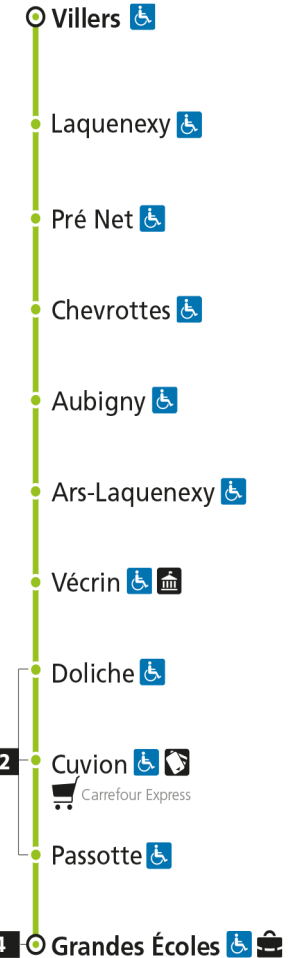 Villers
Laquenexy
Pré Net
Chevrottes
Aubigny
Ars-Laquenexy
Vécrin
Doliche
2 Cuvion
Carrefour Express
Passotte
4 Grandes Écoles